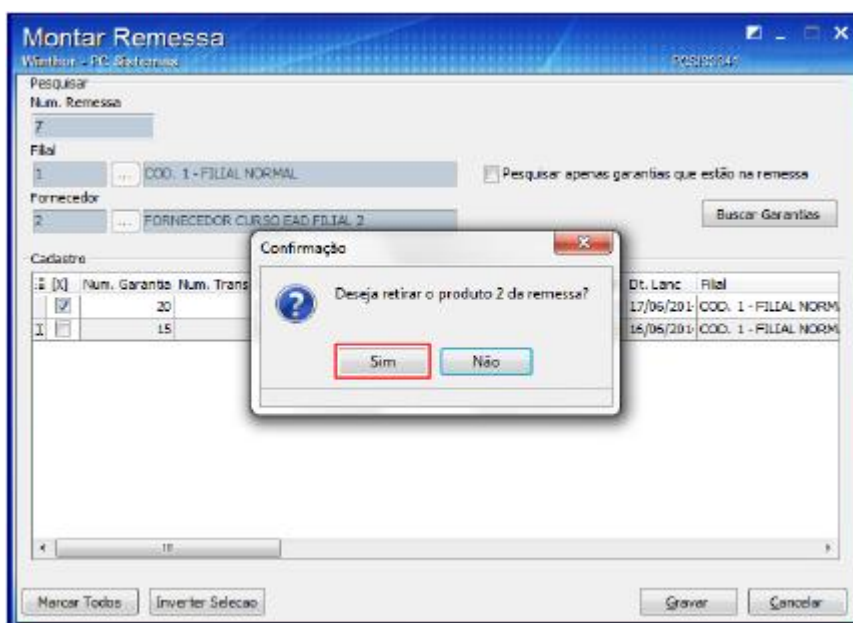 Montar Remessa
Winthor - PC Sistemas
Pesquisar
Num. Remessa
7
Filial
1 ... COD. 1 - FILIAL NORMAL
Pesquisar apenas garantias que estão na remessa
Fornecedor
2 ... FORNECEDOR CURSO EAD FILIAL 2
Buscar Garantias
Confirmação
Cadastro
[X] Num. Garantia Num. Trans Dt. Lanc Filial
20 17/06/201 COD. 1 - FILIAL NORM
15 16/06/201 COD. 1 - FILIAL NORM
Deseja retirar o produto 2 da remessa?
Sim Não
Marcar Todos Inverter Selecao Gravar Cancelar